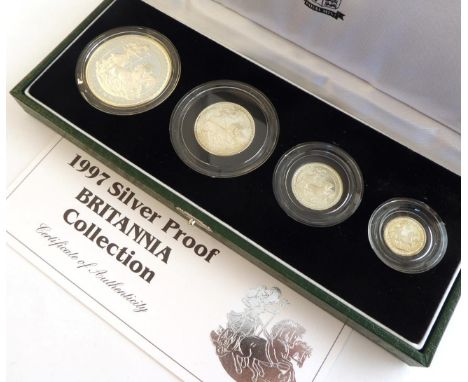 1997 Silver Proof
BRITANNIA
Collection
Certificate of Authenticity